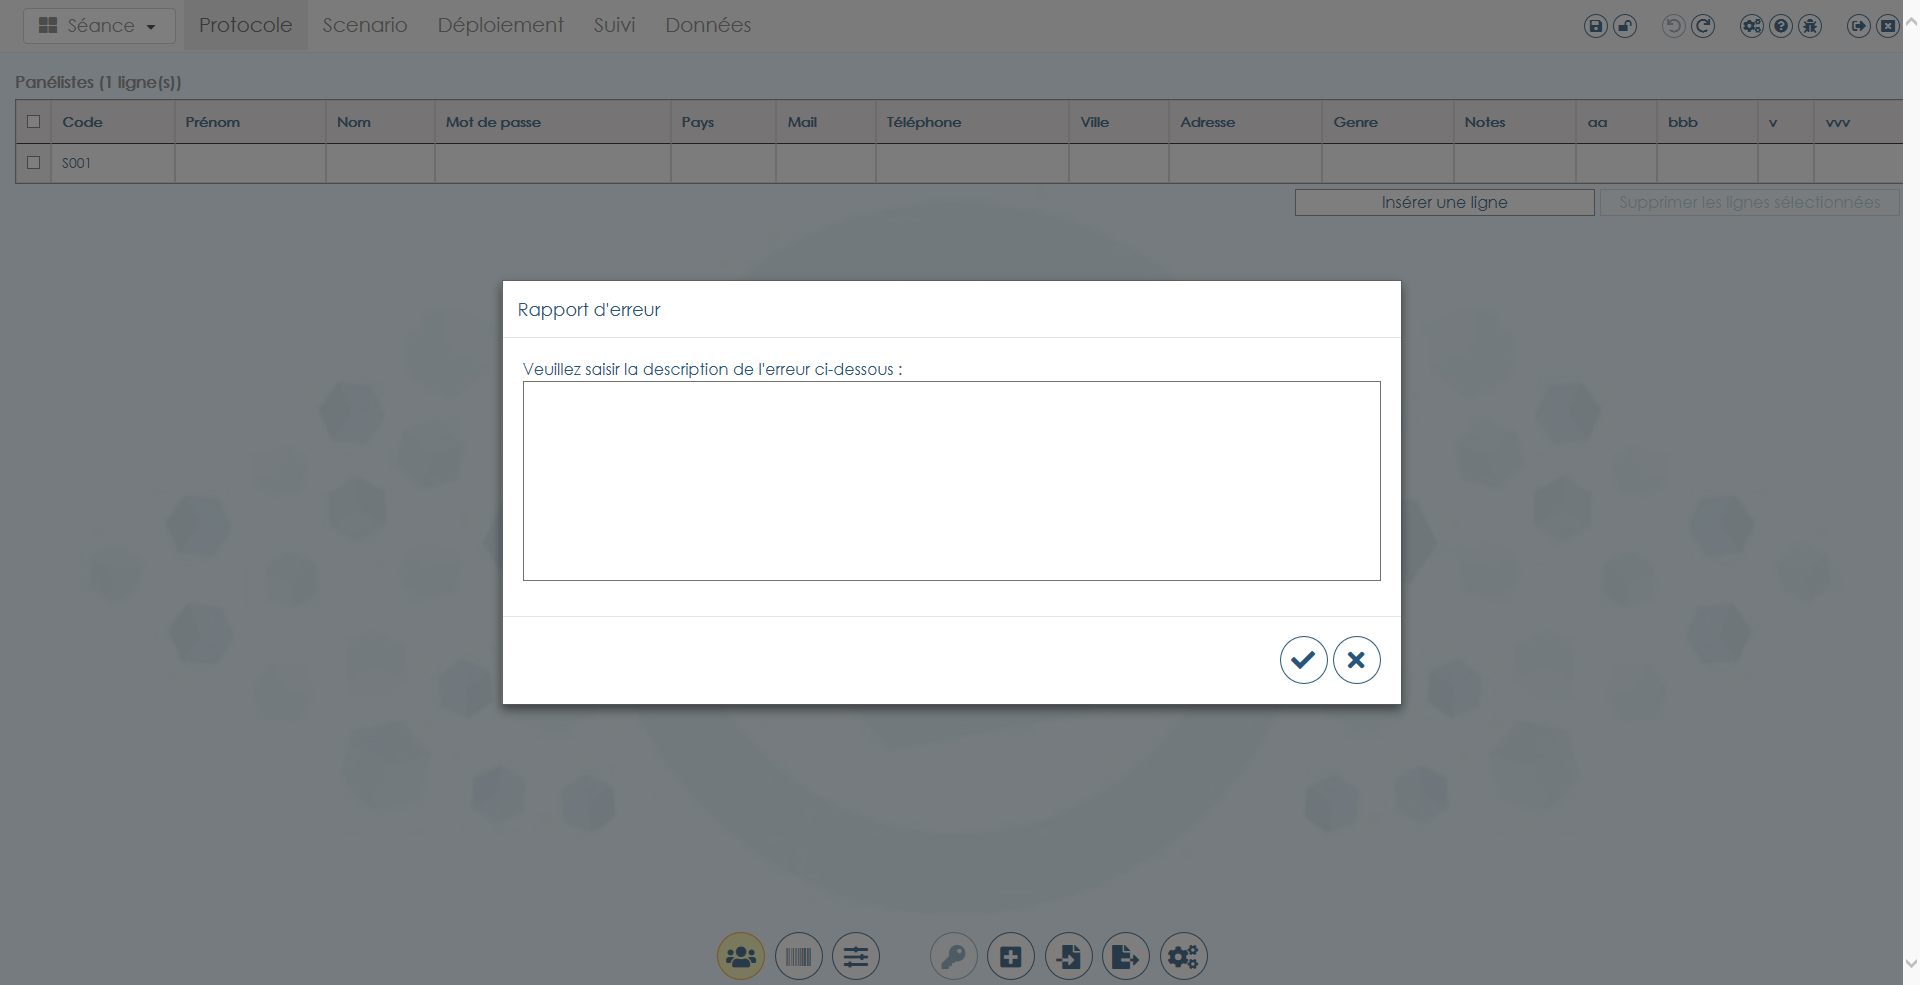 Séance Protocole Scenario Déploiement Suivi Données
Panélistes (1 ligne(s))
Code Prénom Nom Mot de passe Pays Mail Téléphone Ville Adresse Genre Notes aa bbb v vvv
S001
Insérer une ligne Supprimer les lignes sélectionnées
Rapport d'erreur
Veuillez saisir la description de l'erreur ci-dessous :